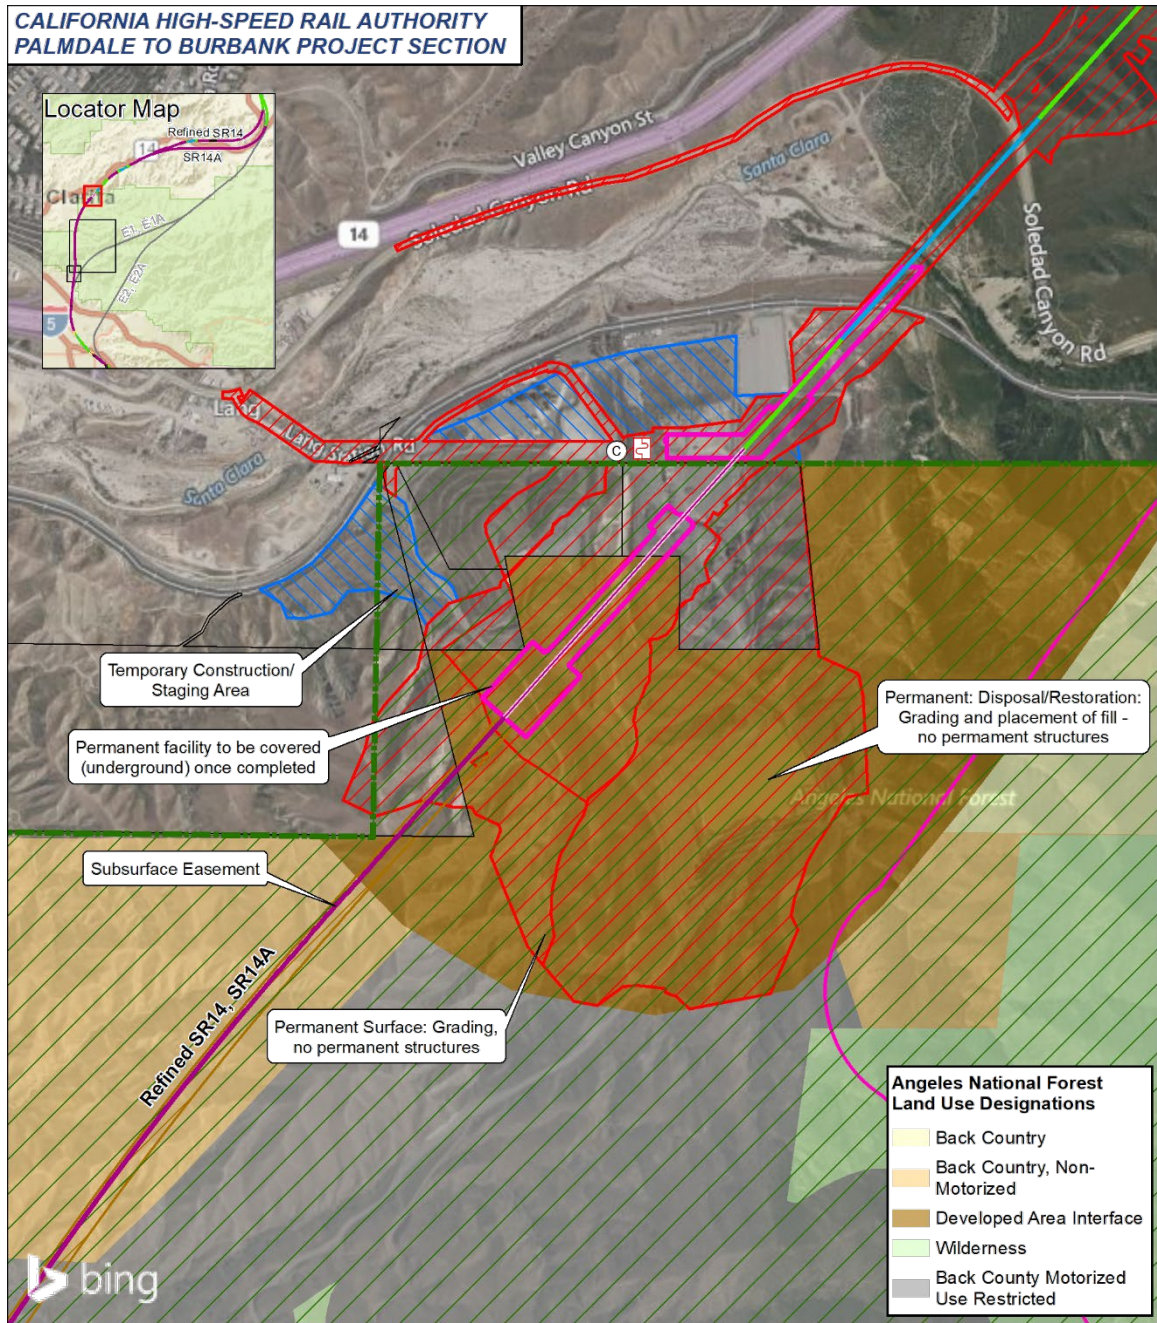 CALIFORNIA HIGH-SPEED RAIL AUTHORITY
PALMDALE TO BURBANK PROJECT SECTION
Locator Map
Refined SR14
14
SR14A
E1, E1A
E2, E2A
5
Valley Canyon St
Santa Clara
Soledad Canyon Rd
14
Soledad Canyon Rd
Lang
Santa Clara
C
Temporary Construction/
Staging Area
Permanent facility to be covered
(underground) once completed
Permanent: Disposal/Restoration:
Grading and placement of fill -
no permament structures
Angeles National Forest
Subsurface Easement
Refined SR14, SR14A
Permanent Surface: Grading,
no permanent structures
Angeles National Forest
Land Use Designations
Back Country
Back Country, Non-
Motorized
Developed Area Interface
Wilderness
Back County Motorized
Use Restricted
bing